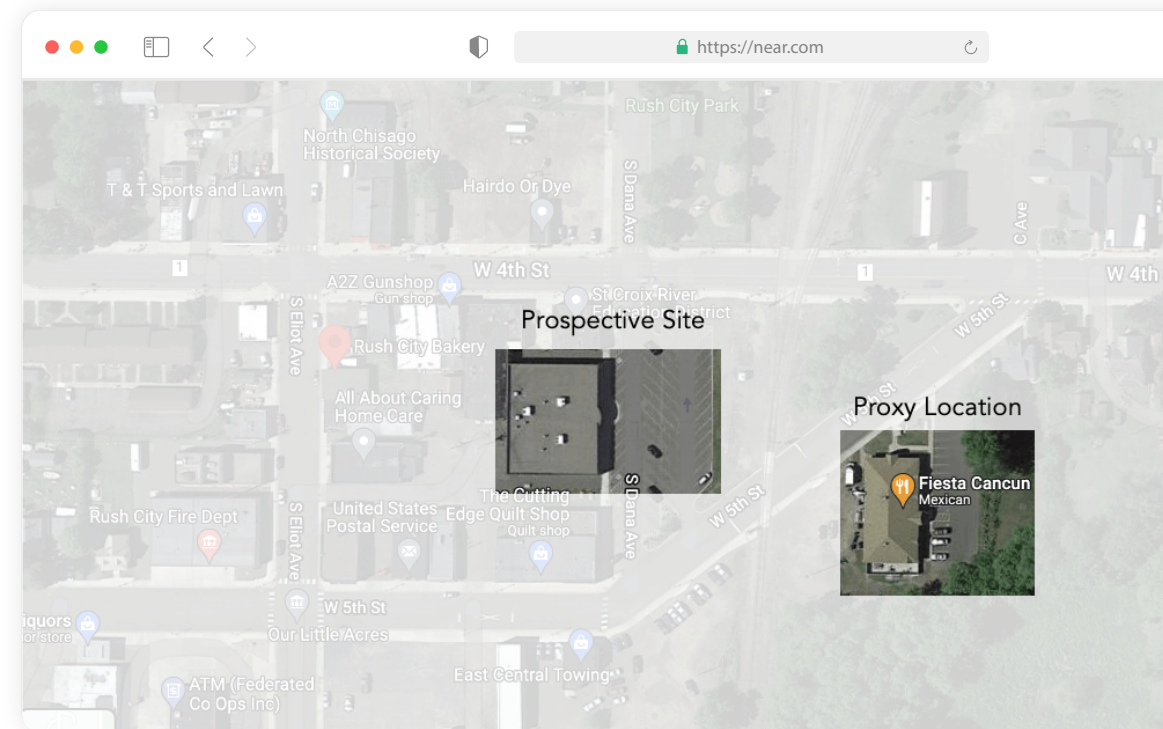 https://near.com
Rush City Park
North Chisago
Historical Society
T & T Sports and Lawn
Hairdo Or Dye
S Dana Ave
C Ave
1
W 4th St
1
W 4th
A2Z Gunshop
Gun shop
St Croix River
Education District
S Eliot Ave
W 5th St
Prospective Site
Rush City Bakery
All About Caring
Home Care
W 5th St
Proxy Location
Fiesta Cancun
Mexican
The Cutting
Edge Quilt Shop
Quilt shop
S Dana Ave
W 5th St
United States
Postal Service
Rush City Fire Dept
S Eliot Ave
W 5th St
iquors
or store
Our Little Acres
East Central Towing
ATM (Federated
Co Ops Inc)